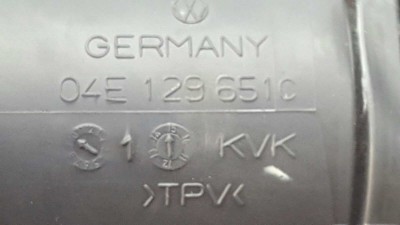 GERMANY
04E 129 651C
1 KVK
>TPV<